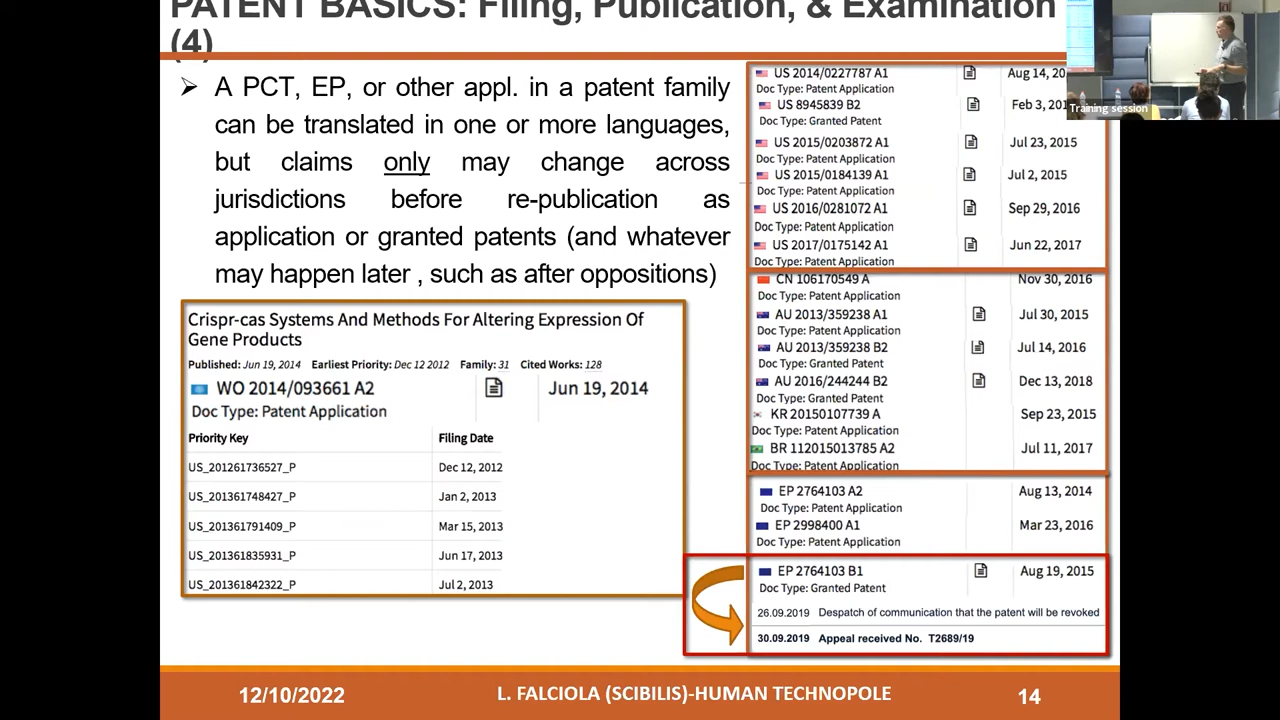 PATENT BASICS: Filing, Publication, & Examination
(4)
➢ A PCT, EP, or other appl. in a patent family
can be translated in one or more languages,
but claims only may change across
jurisdictions before re-publication as
application or granted patents (and whatever
may happen later , such as after oppositions)
Crispr-cas Systems And Methods For Altering Expression Of
Gene Products
Published: Jun 19, 2014 Earliest Priority: Dec 12 2012 Family: 31 Cited Works: 128
WO 2014/093661 A2 Jun 19, 2014
Doc Type: Patent Application
Priority Key Filing Date
US_201261736527_P Dec 12, 2012
US_201361748427_P Jan 2, 2013
US_201361791409_P Mar 15, 2013
US_201361835931_P Jun 17, 2013
US_201361842322_P Jul 2, 2013
US 2014/0227787 A1 Aug 14, 20
Doc Type: Patent Application
US 8945839 B2 Feb 3, 201
Doc Type: Granted Patent
US 2015/0203872 A1 Jul 23, 2015
Doc Type: Patent Application
US 2015/0184139 A1 Jul 2, 2015
Doc Type: Patent Application
US 2016/0281072 A1 Sep 29, 2016
Doc Type: Patent Application
US 2017/0175142 A1 Jun 22, 2017
Doc Type: Patent Application
CN 106170549 A Nov 30, 2016
Doc Type: Patent Application
AU 2013/359238 A1 Jul 30, 2015
Doc Type: Patent Application
AU 2013/359238 B2 Jul 14, 2016
Doc Type: Granted Patent
AU 2016/244244 B2 Dec 13, 2018
Doc Type: Granted Patent
KR 20150107739 A Sep 23, 2015
Doc Type: Patent Application
BR 112015013785 A2 Jul 11, 2017
Doc Type: Patent Application
EP 2764103 A2 Aug 13, 2014
Doc Type: Patent Application
EP 2998400 A1 Mar 23, 2016
Doc Type: Patent Application
EP 2764103 B1 Aug 19, 2015
Doc Type: Granted Patent
26.09.2019 Despatch of communication that the patent will be revoked
30.09.2019 Appeal received No. T2689/19
Training session
12/10/2022 L. FALCIOLA (SCIBILIS)-HUMAN TECHNOPOLE 14